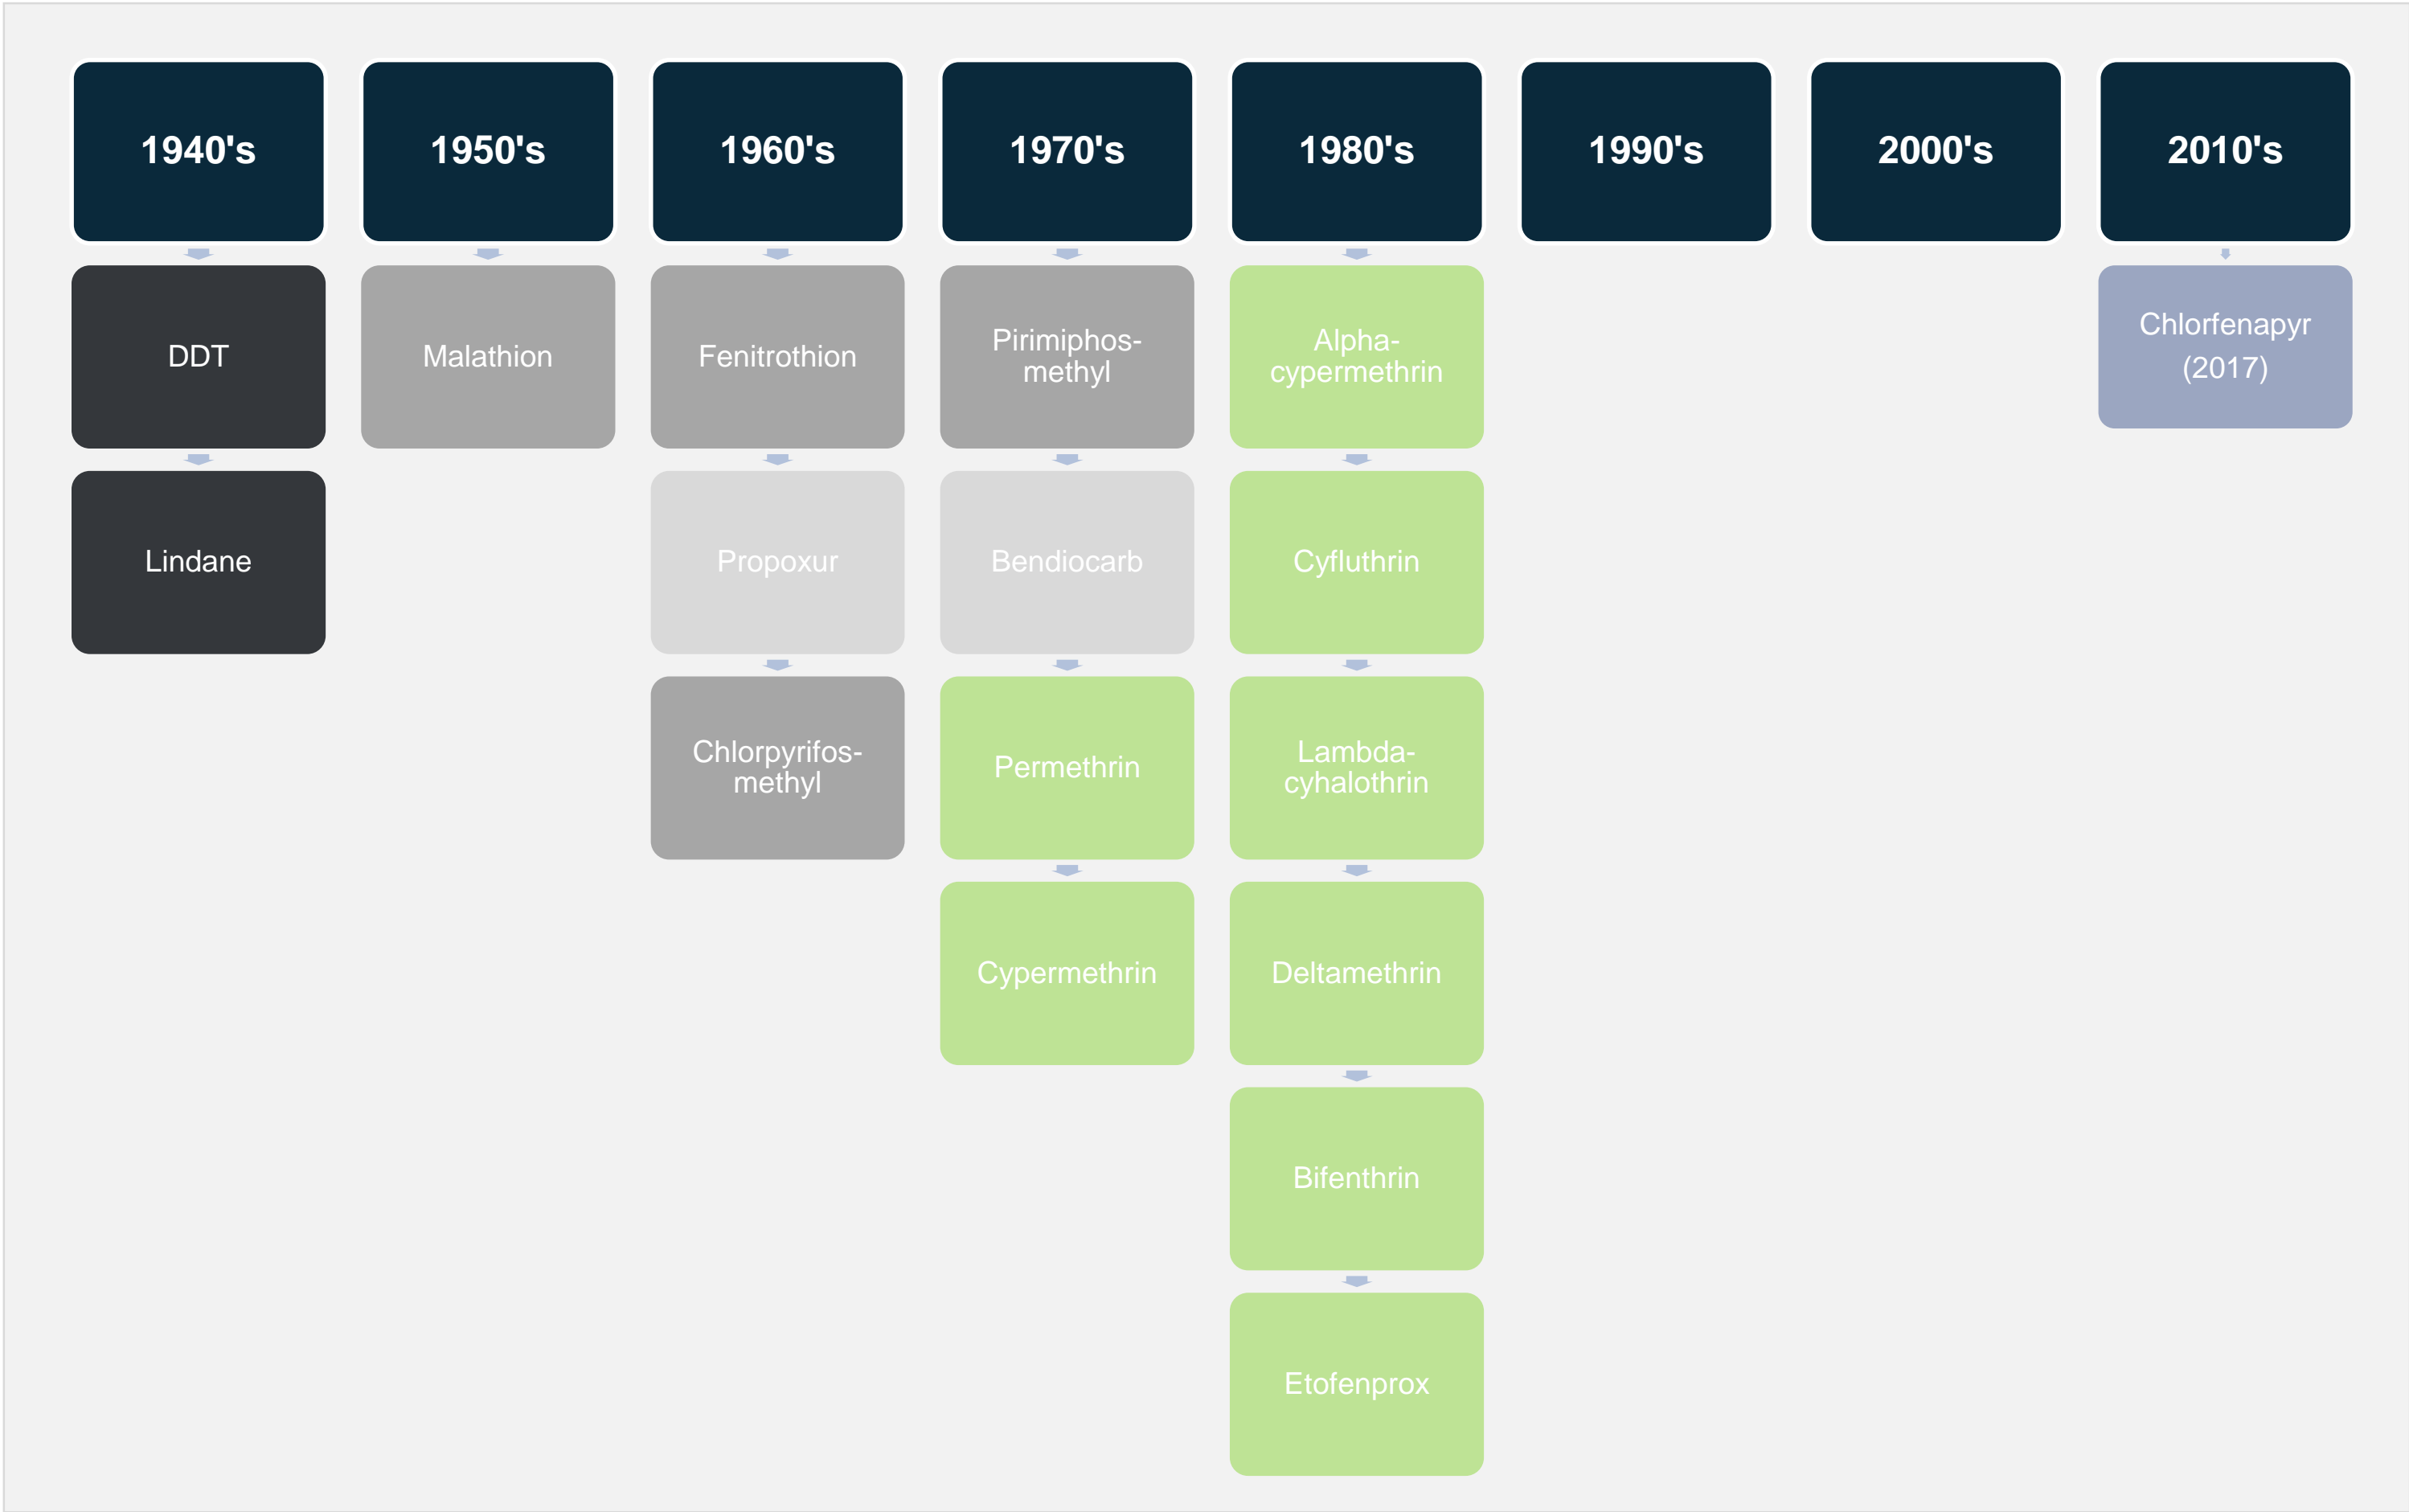 1940's
1950's
1960's
1970's
1980's
1990's
2000's
2010's
DDT
Malathion
Fenitrothion
Pirimiphos-
methyl
Alpha-
cypermethrin
Chlorfenapyr
(2017)
Lindane
Propoxur
Bendiocarb
Cyfluthrin
Chlorpyrifos-
methyl
Permethrin
Lambda-
cyhalothrin
Cypermethrin
Deltamethrin
Bifenthrin
Etofenprox